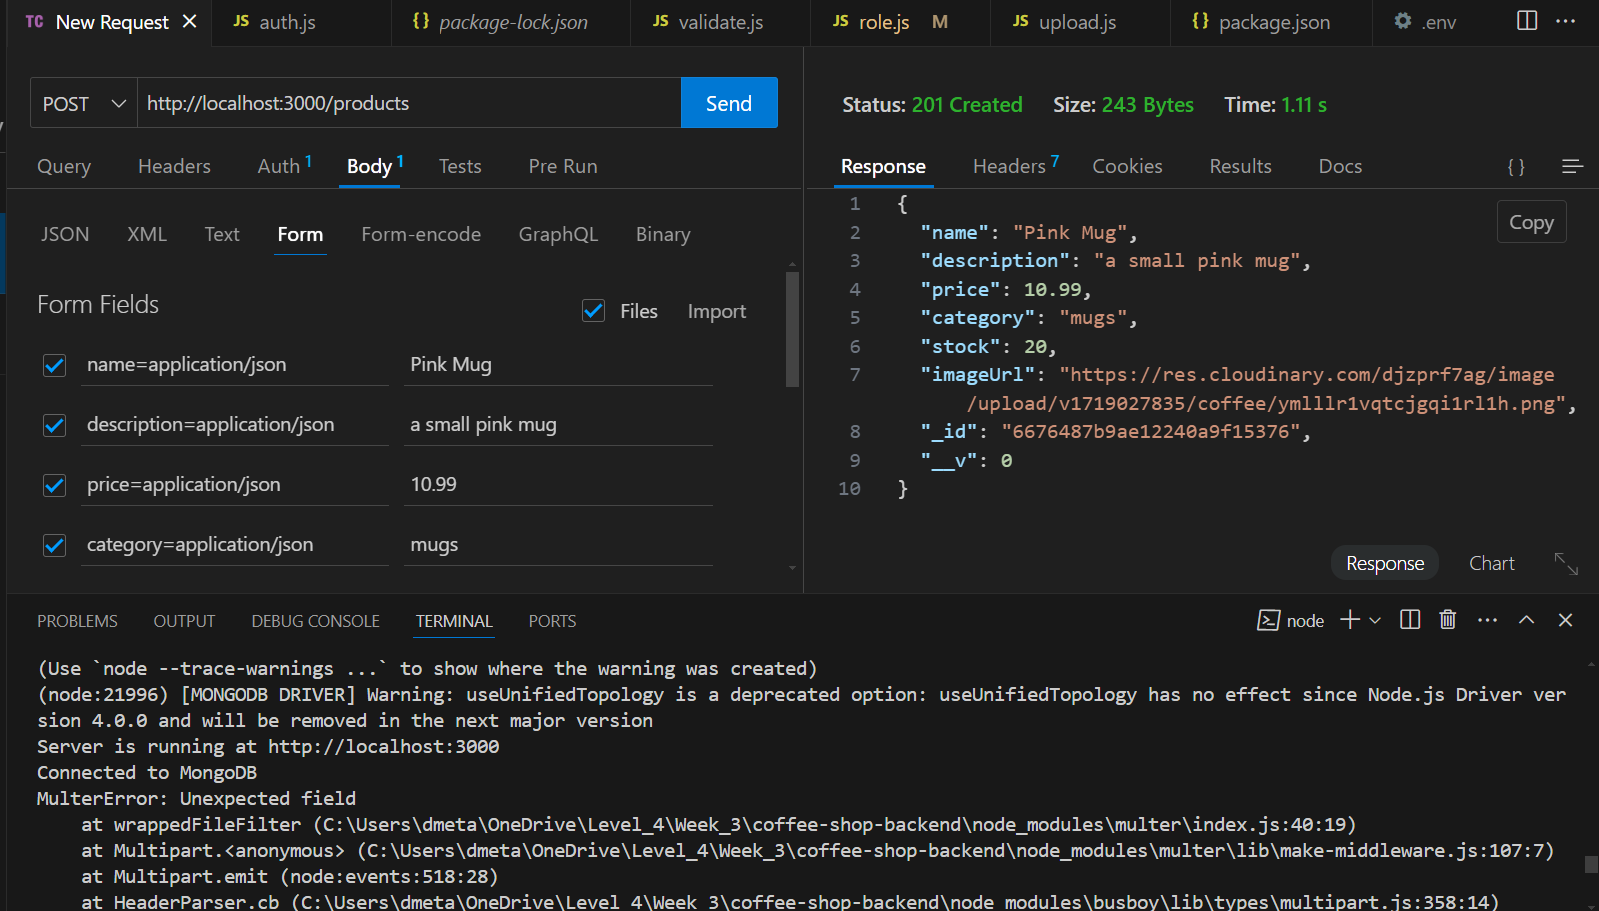 TC New Request
JS auth.js
{} package-lock.json
JS validate.js
JS role.js M
JS upload.js
{} package.json
.env
POST
http://localhost:3000/products
Send
Status: 201 Created Size: 243 Bytes Time: 1.11 s
Query Headers Auth 1 Body 1 Tests Pre Run
Response Headers 7 Cookies Results Docs { }
JSON XML Text Form Form-encode GraphQL Binary
Form Fields
Files Import
name=application/json Pink Mug
description=application/json a small pink mug
price=application/json 10.99
category=application/json mugs
Copy
1 {
2 "name": "Pink Mug",
3 "description": "a small pink mug",
4 "price": 10.99,
5 "category": "mugs",
6 "stock": 20,
7 "imageUrl": "https://res.cloudinary.com/djzprf7ag/image
/upload/v1719027835/coffee/ymlllr1vqtcjgqi1rl1h.png",
8 "_id": "6676487b9ae12240a9f15376",
9 "__v": 0
10 }
Response Chart
PROBLEMS OUTPUT DEBUG CONSOLE TERMINAL PORTS
node
(Use `node --trace-warnings ...` to show where the warning was created)
(node:21996) [MONGODB DRIVER] Warning: useUnifiedTopology is a deprecated option: useUnifiedTopology has no effect since Node.js Driver ver
sion 4.0.0 and will be removed in the next major version
Server is running at http://localhost:3000
Connected to MongoDB
MulterError: Unexpected field
at wrappedFileFilter (C:\Users\dmeta\OneDrive\Level_4\Week_3\coffee-shop-backend\node_modules\multer\index.js:40:19)
at Multipart.<anonymous> (C:\Users\dmeta\OneDrive\Level_4\Week_3\coffee-shop-backend\node_modules\multer\lib\make-middleware.js:107:7)
at Multipart.emit (node:events:518:28)
at HeaderParser.cb (C:\Users\dmeta\OneDrive\Level_4\Week_3\coffee-shop-backend\node_modules\busboy\lib\types\multipart.js:358:14)